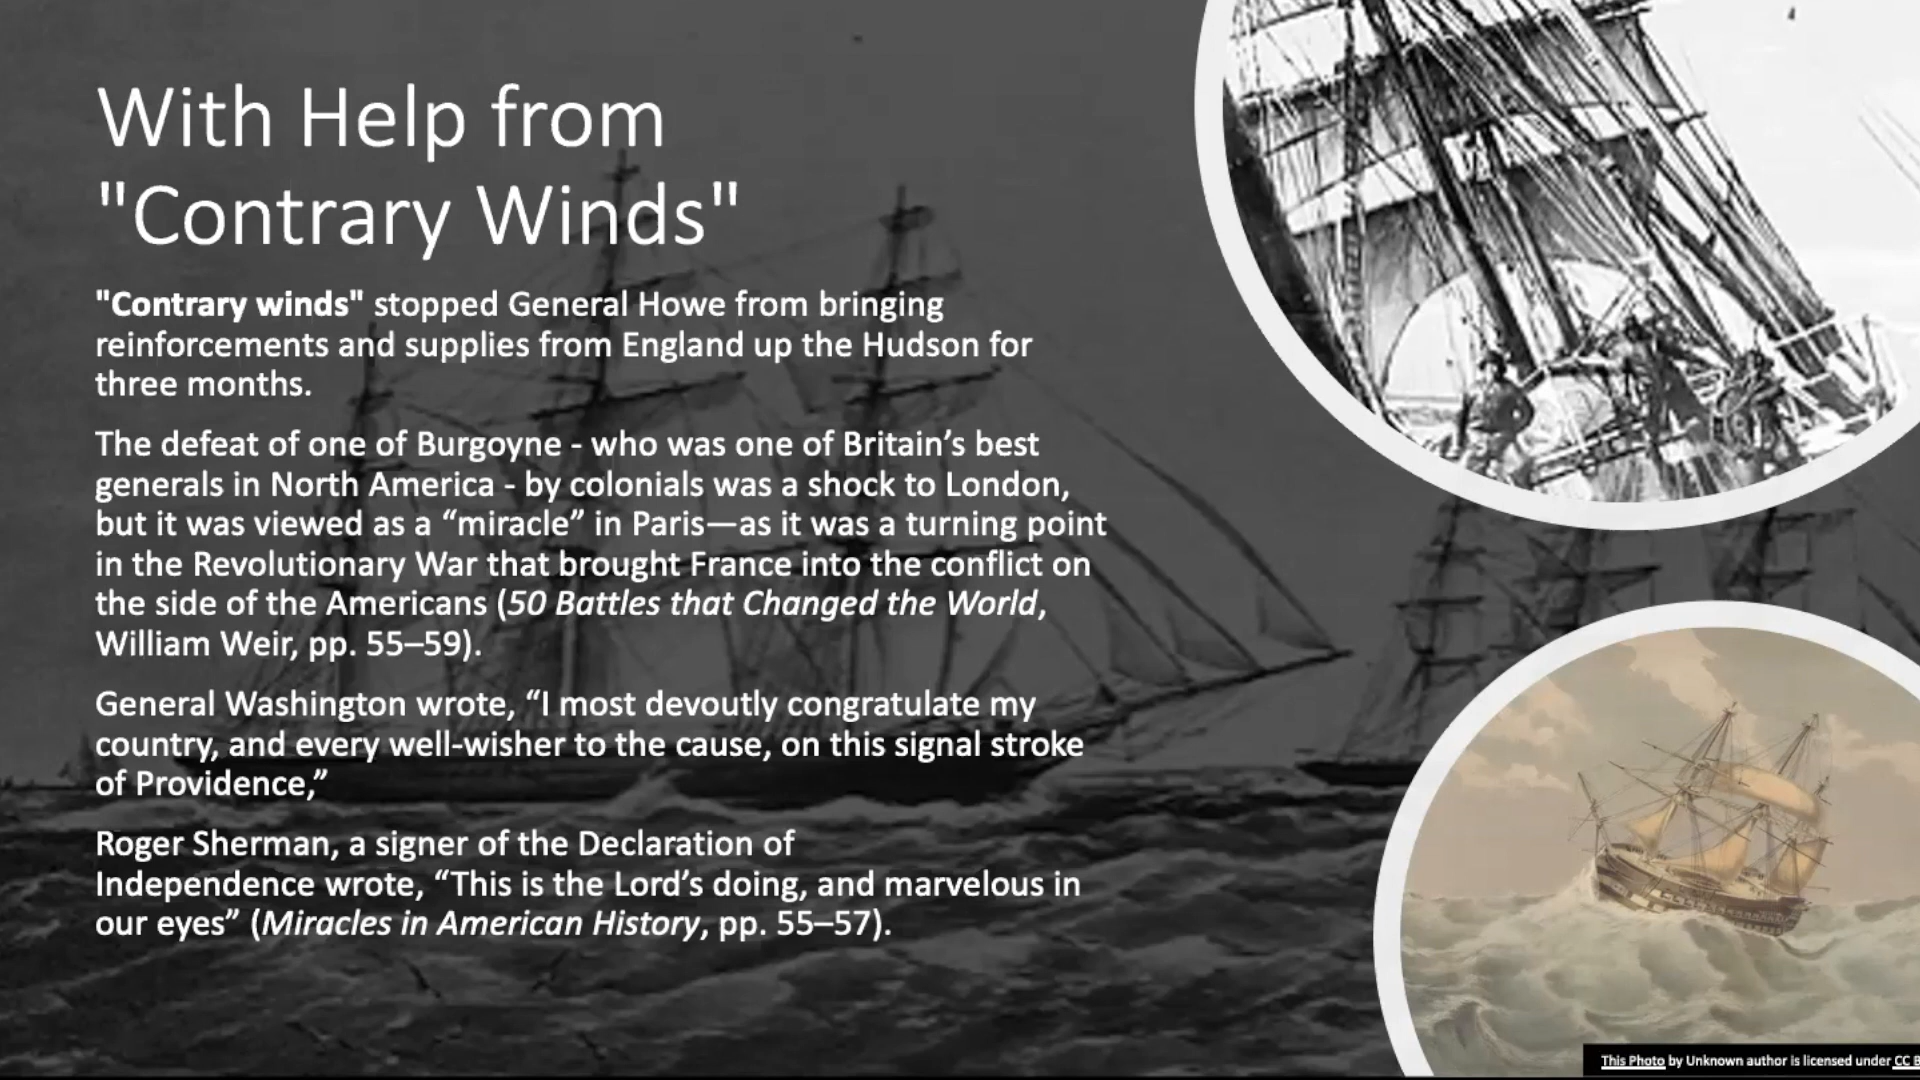 With Help from
"Contrary Winds"
"Contrary winds" stopped General Howe from bringing
reinforcements and supplies from England up the Hudson for
three months.
The defeat of one of Burgoyne - who was one of Britain’s best
generals in North America - by colonials was a shock to London,
but it was viewed as a “miracle” in Paris—as it was a turning point
in the Revolutionary War that brought France into the conflict on
the side of the Americans (50 Battles that Changed the World,
William Weir, pp. 55–59).
General Washington wrote, “I most devoutly congratulate my
country, and every well-wisher to the cause, on this signal stroke
of Providence,”
Roger Sherman, a signer of the Declaration of
Independence wrote, “This is the Lord’s doing, and marvelous in
our eyes” (Miracles in American History, pp. 55–57).
This Photo by Unknown author is licensed under CC